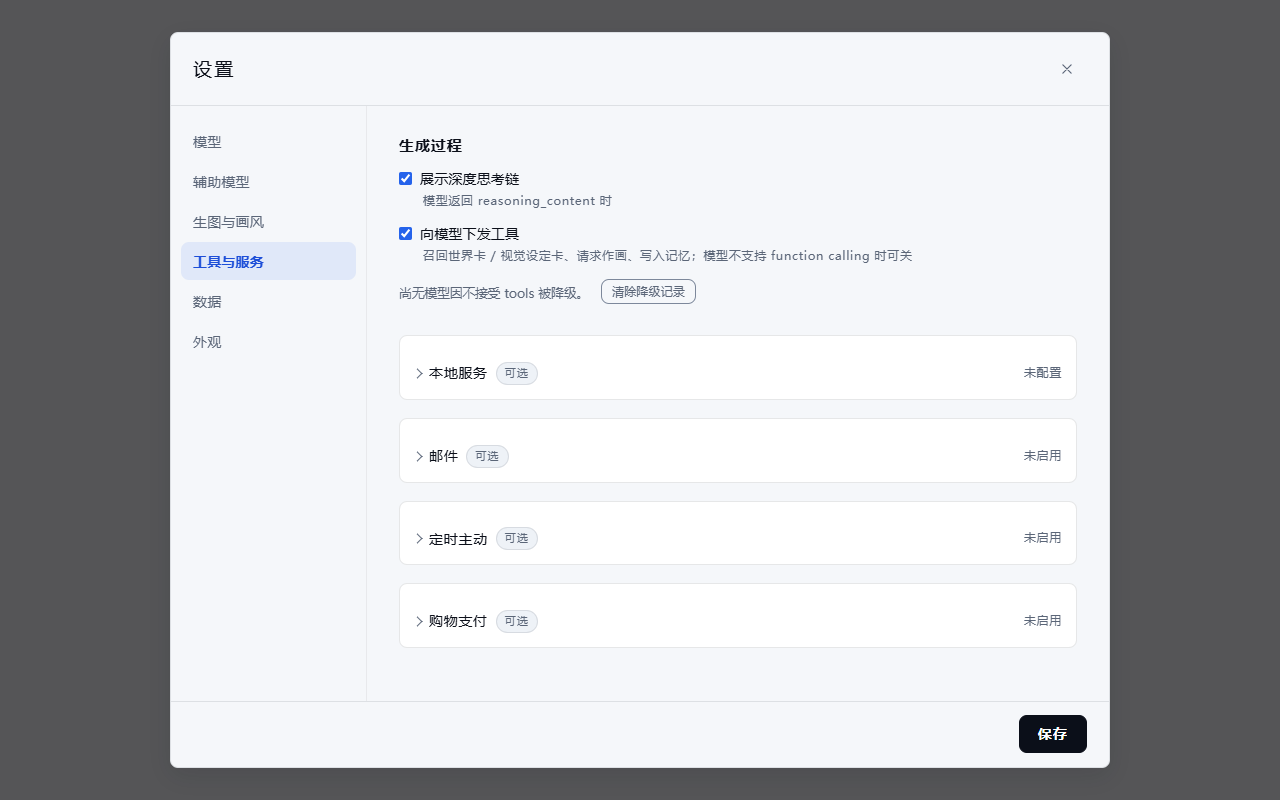 设置
模型
辅助模型
生图与画风
工具与服务
数据
外观
生成过程
展示深度思考链
模型返回 reasoning_content 时
向模型下发工具
召回世界卡 / 视觉设定卡、请求作画、写入记忆；模型不支持 function calling 时可关
尚无模型因不接受 tools 被降级。 清除降级记录
本地服务 可选 未配置
邮件 可选 未启用
定时主动 可选 未启用
购物支付 可选 未启用
保存